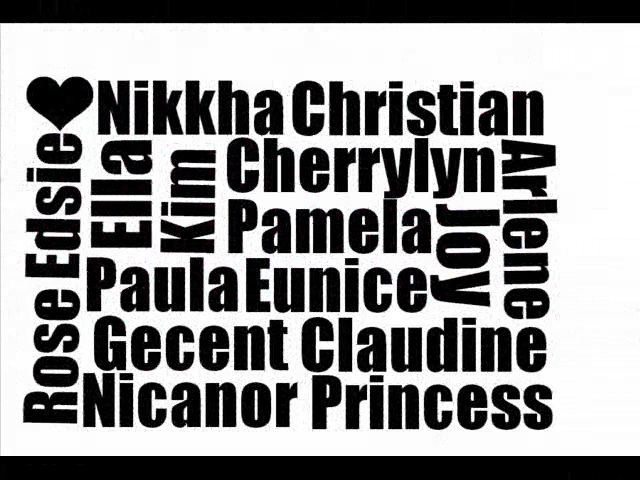 Nikkha Christian
Edsie
Ella
Kim
Cherrylyn
Arlene
Pamela
Joy
Rose
Paula Eunice
Gecent Claudine
Nicanor Princess